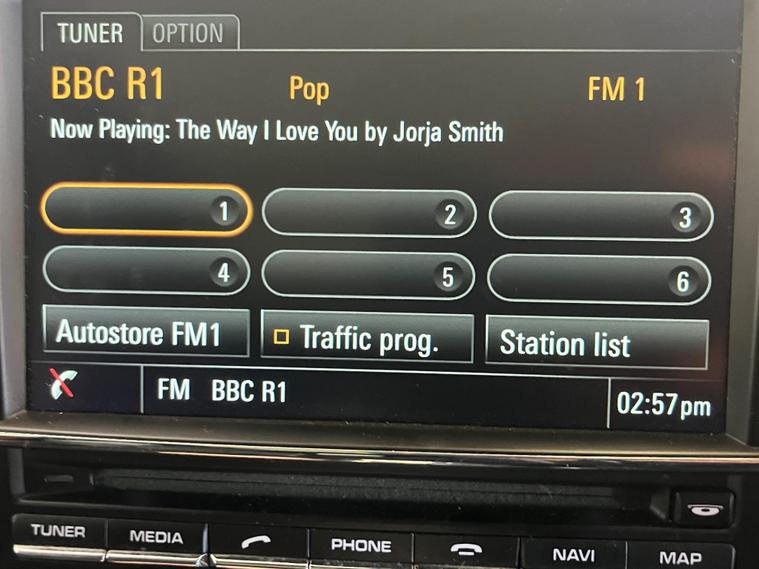 TUNER OPTION
BBC R1 Pop FM 1
Now Playing: The Way I Love You by Jorja Smith
1 2 3
4 5 6
Autostore FM1 Traffic prog. Station list
FM BBC R1 02:57pm
TUNER MEDIA PHONE NAVI MAP